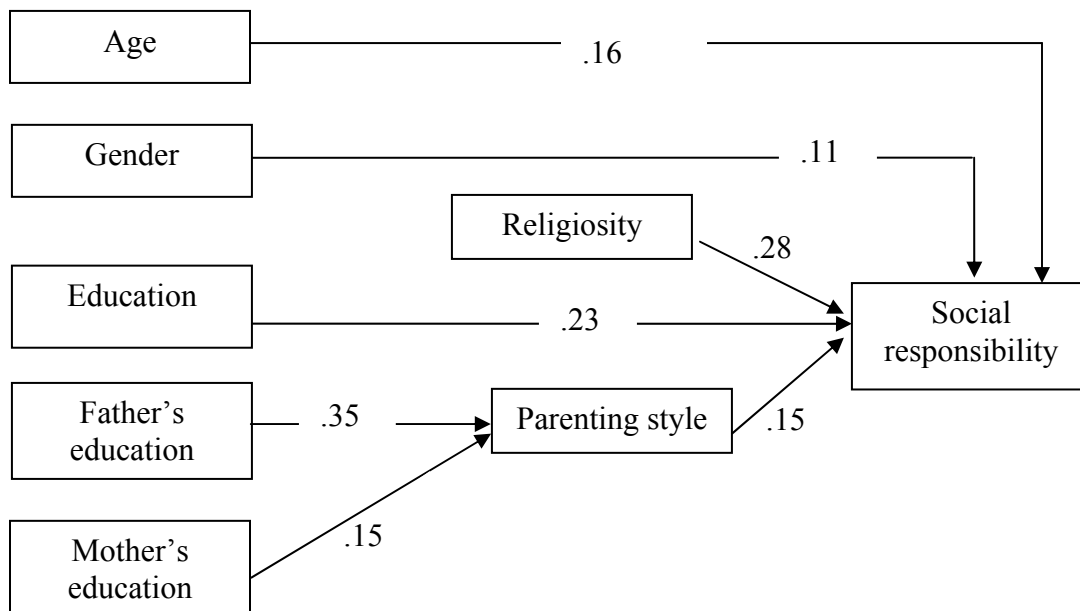 Age
.16
Gender
.11
Religiosity
.28
Education
.23
Social
responsibility
Father’s
education
.35
Parenting style
.15
.15
Mother’s
education